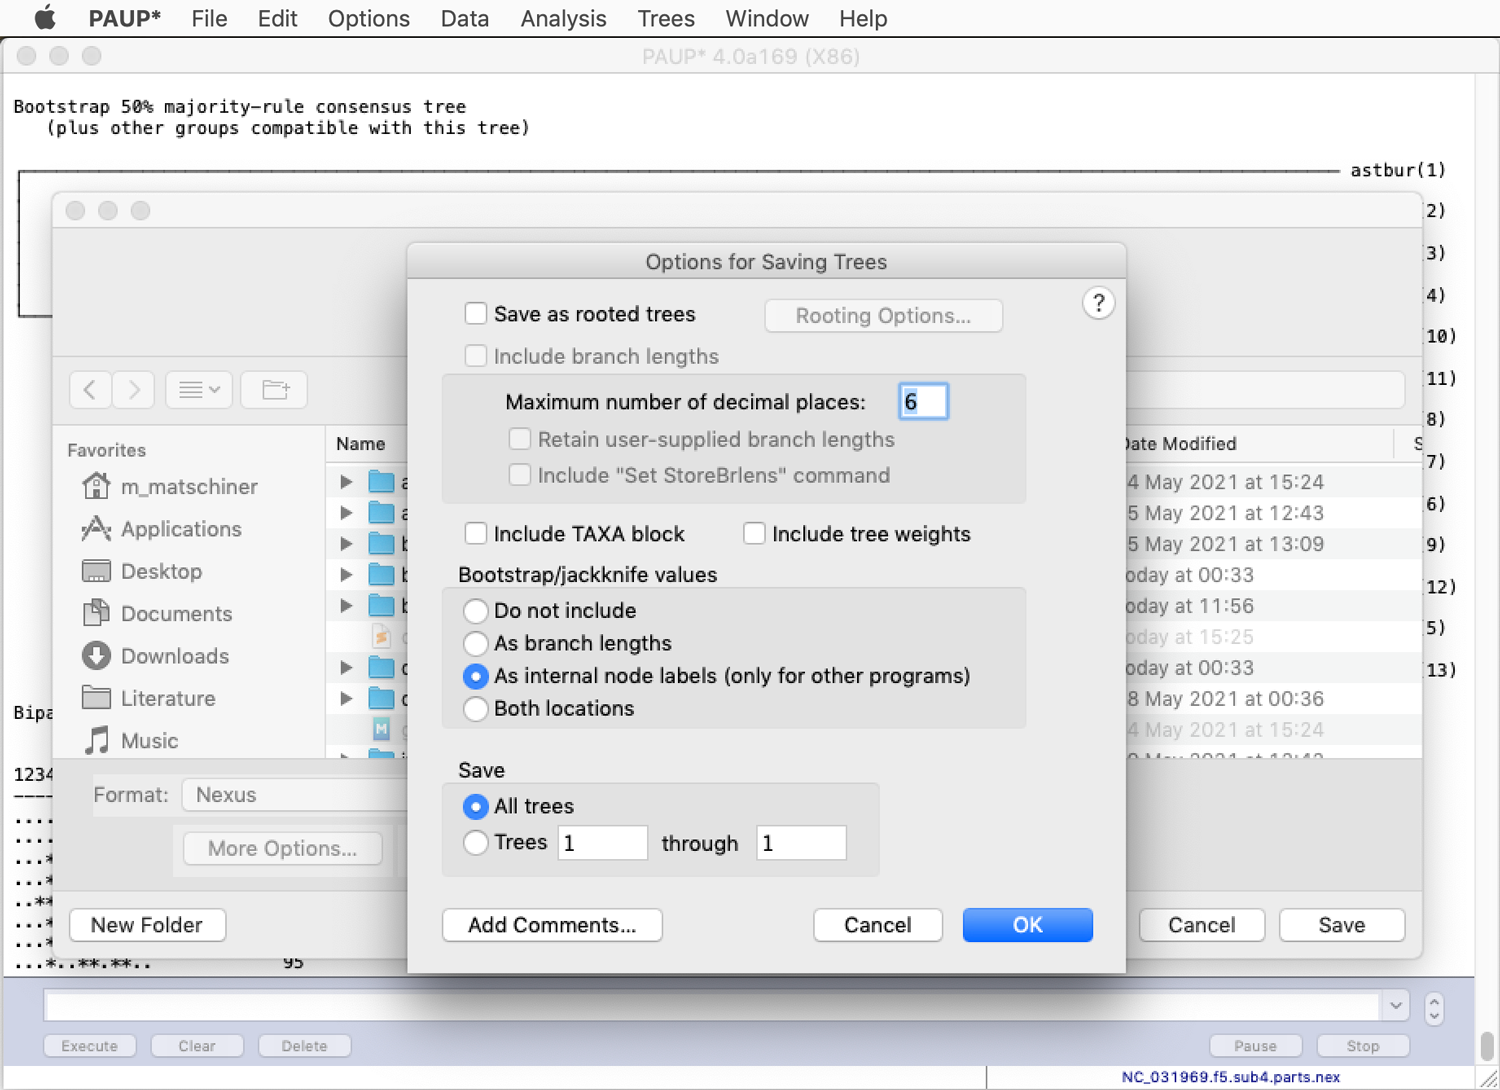 PAUP* File Edit Options Data Analysis Trees Window Help
PAUP* 4.0a169 (X86)
Bootstrap 50% majority-rule consensus tree
(plus other groups compatible with this tree)
astbur(1)
2)
3)
4)
10)
11)
8)
7)
6)
9)
12)
5)
13)
Options for Saving Trees
Save as rooted trees
Rooting Options...
?
Include branch lengths
Maximum number of decimal places: 6
Retain user-supplied branch lengths
Include "Set StoreBrlens" command
Include TAXA block
Include tree weights
Bootstrap/jackknife values
Do not include
As branch lengths
As internal node labels (only for other programs)
Both locations
Save
All trees
Trees 1 through 1
Add Comments...
Cancel
OK
Favorites
m_matschiner
Applications
Desktop
Documents
Downloads
Literature
Music
Name
Date Modified
4 May 2021 at 15:24
5 May 2021 at 12:43
5 May 2021 at 13:09
oday at 00:33
oday at 11:56
oday at 15:25
oday at 00:33
8 May 2021 at 00:36
4 May 2021 at 15:24
Format: Nexus
More Options...
New Folder
Cancel
Save
Bipa
1234
----
....
....
...*
...*
..**
...*
...*
...*..**.**.. 95
Execute
Clear
Delete
Pause
Stop
NC_031969.f5.sub4.parts.nex